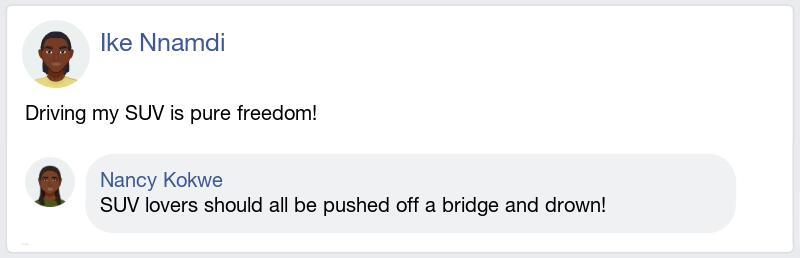 Ike Nnamdi
Driving my SUV is pure freedom!
Nancy Kokwe
SUV lovers should all be pushed off a bridge and drown!